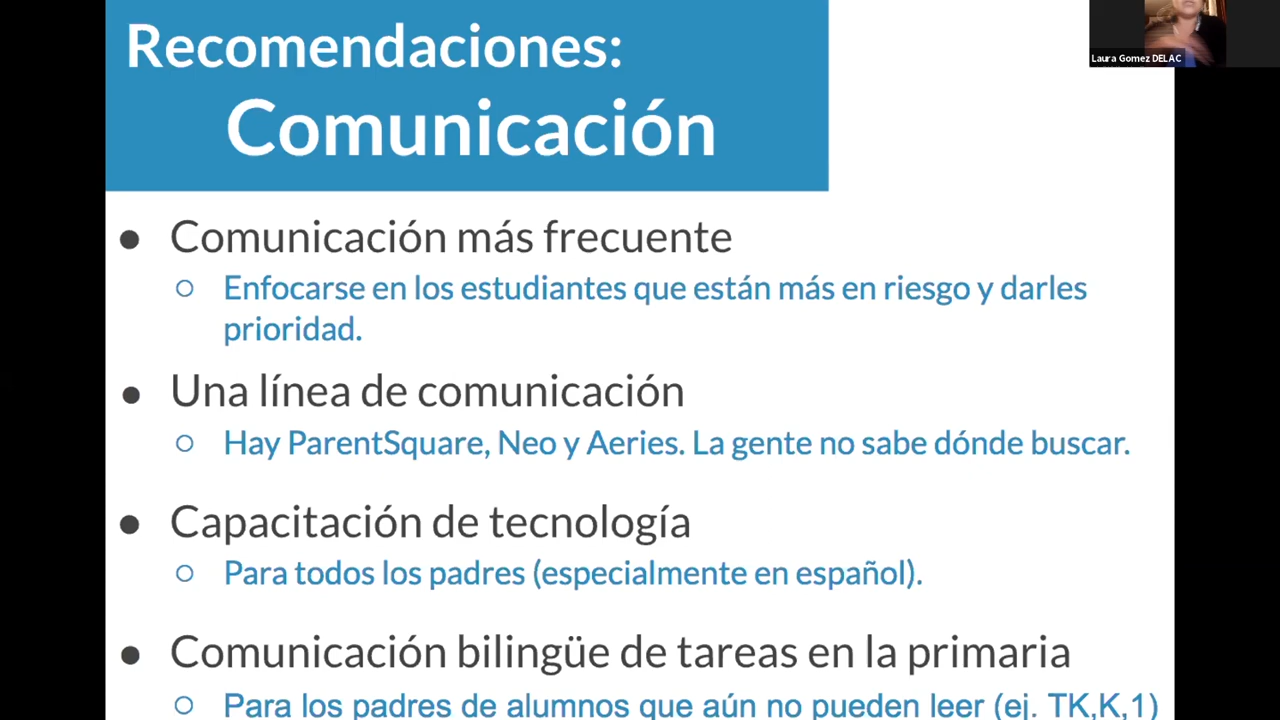 Recomendaciones:
Comunicación
Laura Gomez DELAC
● Comunicación más frecuente
○ Enfocarse en los estudiantes que están más en riesgo y darles
prioridad.
● Una línea de comunicación
○ Hay ParentSquare, Neo y Aeries. La gente no sabe dónde buscar.
● Capacitación de tecnología
○ Para todos los padres (especialmente en español).
● Comunicación bilingüe de tareas en la primaria
○ Para los padres de alumnos que aún no pueden leer (ej. TK,K,1)